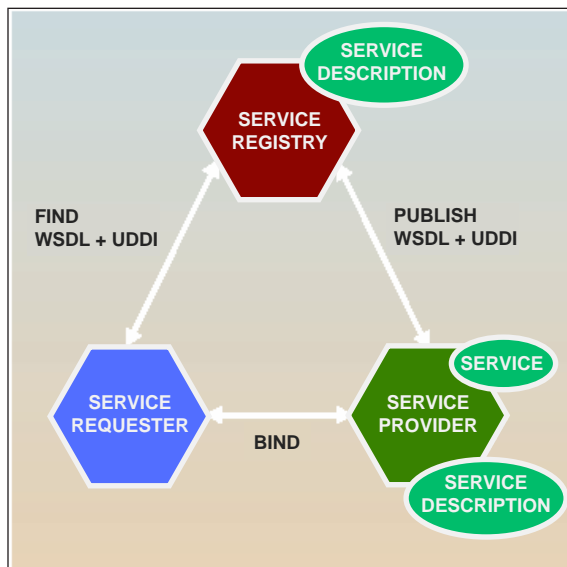 SERVICE
DESCRIPTION
SERVICE
REGISTRY
FIND
WSDL + UDDI
PUBLISH
WSDL + UDDI
SERVICE
REQUESTER
BIND
SERVICE
PROVIDER
SERVICE
SERVICE
DESCRIPTION